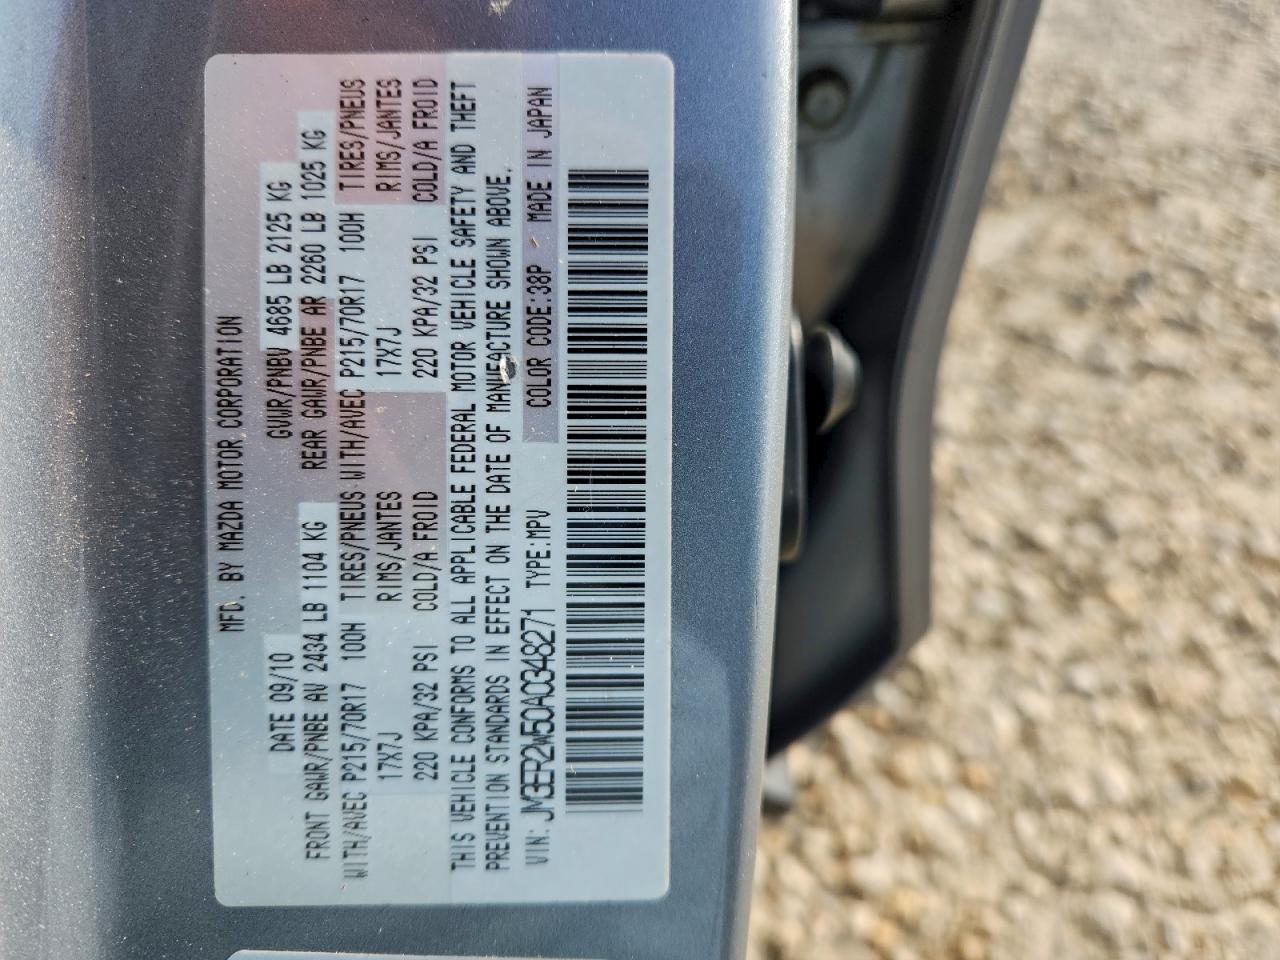 MFD. BY MAZDA MOTOR CORPORATION
DATE 09/10 GVWR/PNBV 4685 LB 2125 KG
FRONT GAWR/PNBE AV 2434 LB 1104 KG REAR GAWR/PNBE AR 2260 LB 1025 KG
WITH/AVEC P215/70R17 100H TIRES/PNEUS WITH/AVEC P215/70R17 100H TIRES/PNEUS
17X7J RIMS/JANTES 17X7J RIMS/JANTES
220 KPA/32 PSI COLD/A FROID 220 KPA/32 PSI COLD/A FROID
THIS VEHICLE CONFORMS TO ALL APPLICABLE FEDERAL MOTOR VEHICLE SAFETY AND THEFT
PREVENTION STANDARDS IN EFFECT ON THE DATE OF MANUFACTURE SHOWN ABOVE.
VIN: JM3ER2W50A0348271 TYPE:MPV COLOR CODE:38P MADE IN JAPAN